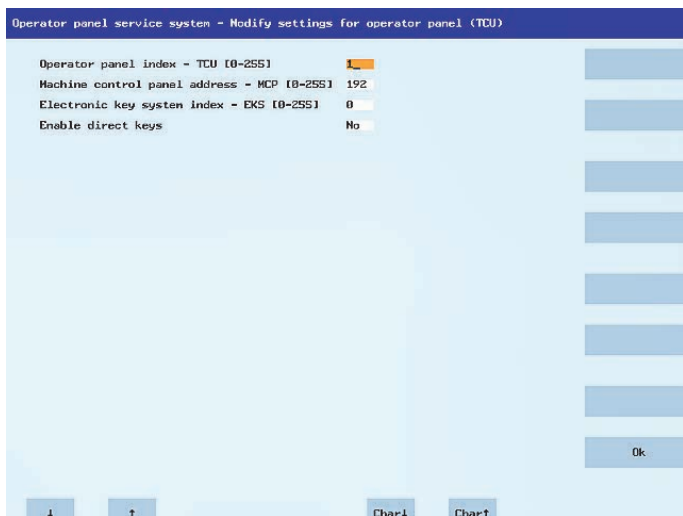 Operator panel service system - Modify settings for operator panel (TCU)
Operator panel index - TCU [0-255] 1_
Machine control panel address - MCP [0-255] 192
Electronic key system index - EKS [0-255] 0
Enable direct keys No
Ok
↓ ↑ Char↓ Char↑